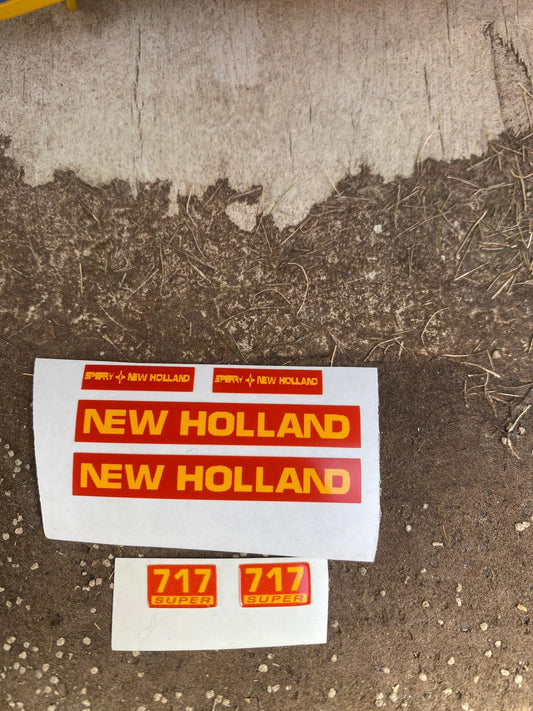 SPERRY NEW HOLLAND SPERRY NEW HOLLAND
NEW HOLLAND
NEW HOLLAND
717 717
SUPER SUPER